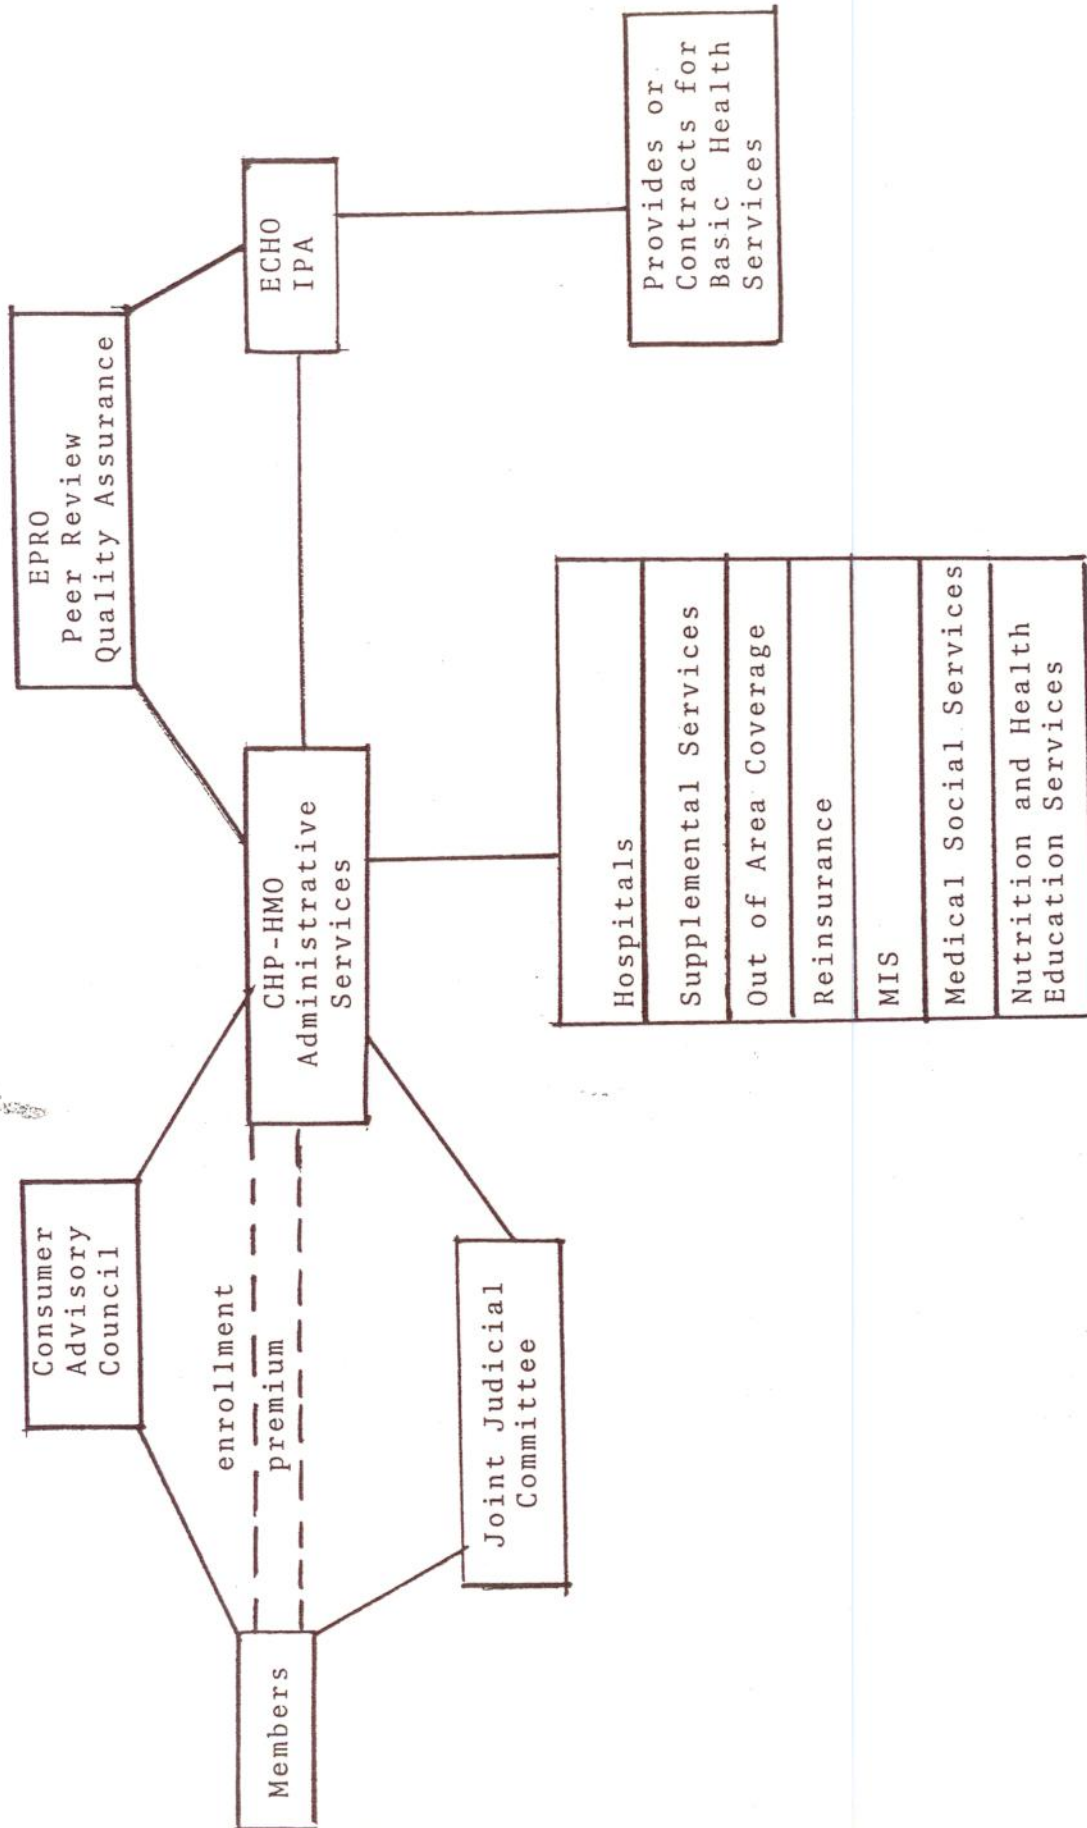 EPRO
Peer Review
Quality Assurance
Consumer
Advisory
Council
Members
enrollment
premium
CHP-HMO
Administrative
Services
ECHO
IPA
Joint Judicial
Committee
Hospitals
Supplemental Services
Out of Area Coverage
Reinsurance
MIS
Medical Social Services
Nutrition and Health
Education Services
Provides or
Contracts for
Basic Health
Services